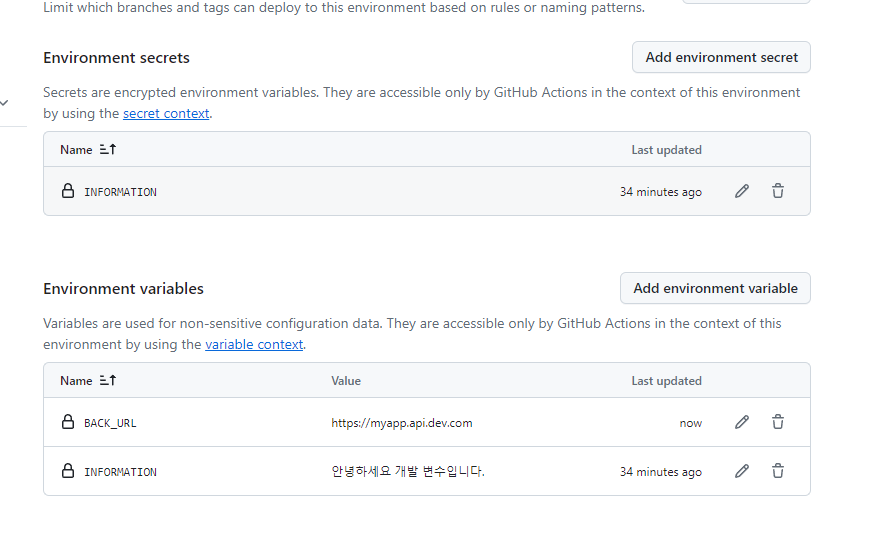 Limit which branches and tags can deploy to this environment based on rules or naming patterns.
Environment secrets
Add environment secret
Secrets are encrypted environment variables. They are accessible only by GitHub Actions in the context of this environment
by using the secret context.
Name Last updated
INFORMATION 34 minutes ago
Environment variables
Add environment variable
Variables are used for non-sensitive configuration data. They are accessible only by GitHub Actions in the context of this
environment by using the variable context.
Name Value Last updated
BACK_URL https://myapp.api.dev.com now
INFORMATION 안녕하세요 개발 변수입니다. 34 minutes ago